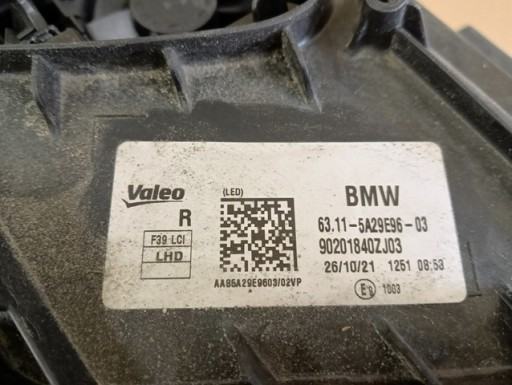 Valeo
R
(LED)
BMW
F39 LCI
LHD
63.11-5A29E96-03
90201840ZJ03
26/10/21 1251 08:53
AA85A29E9603/02VP
E8 1003